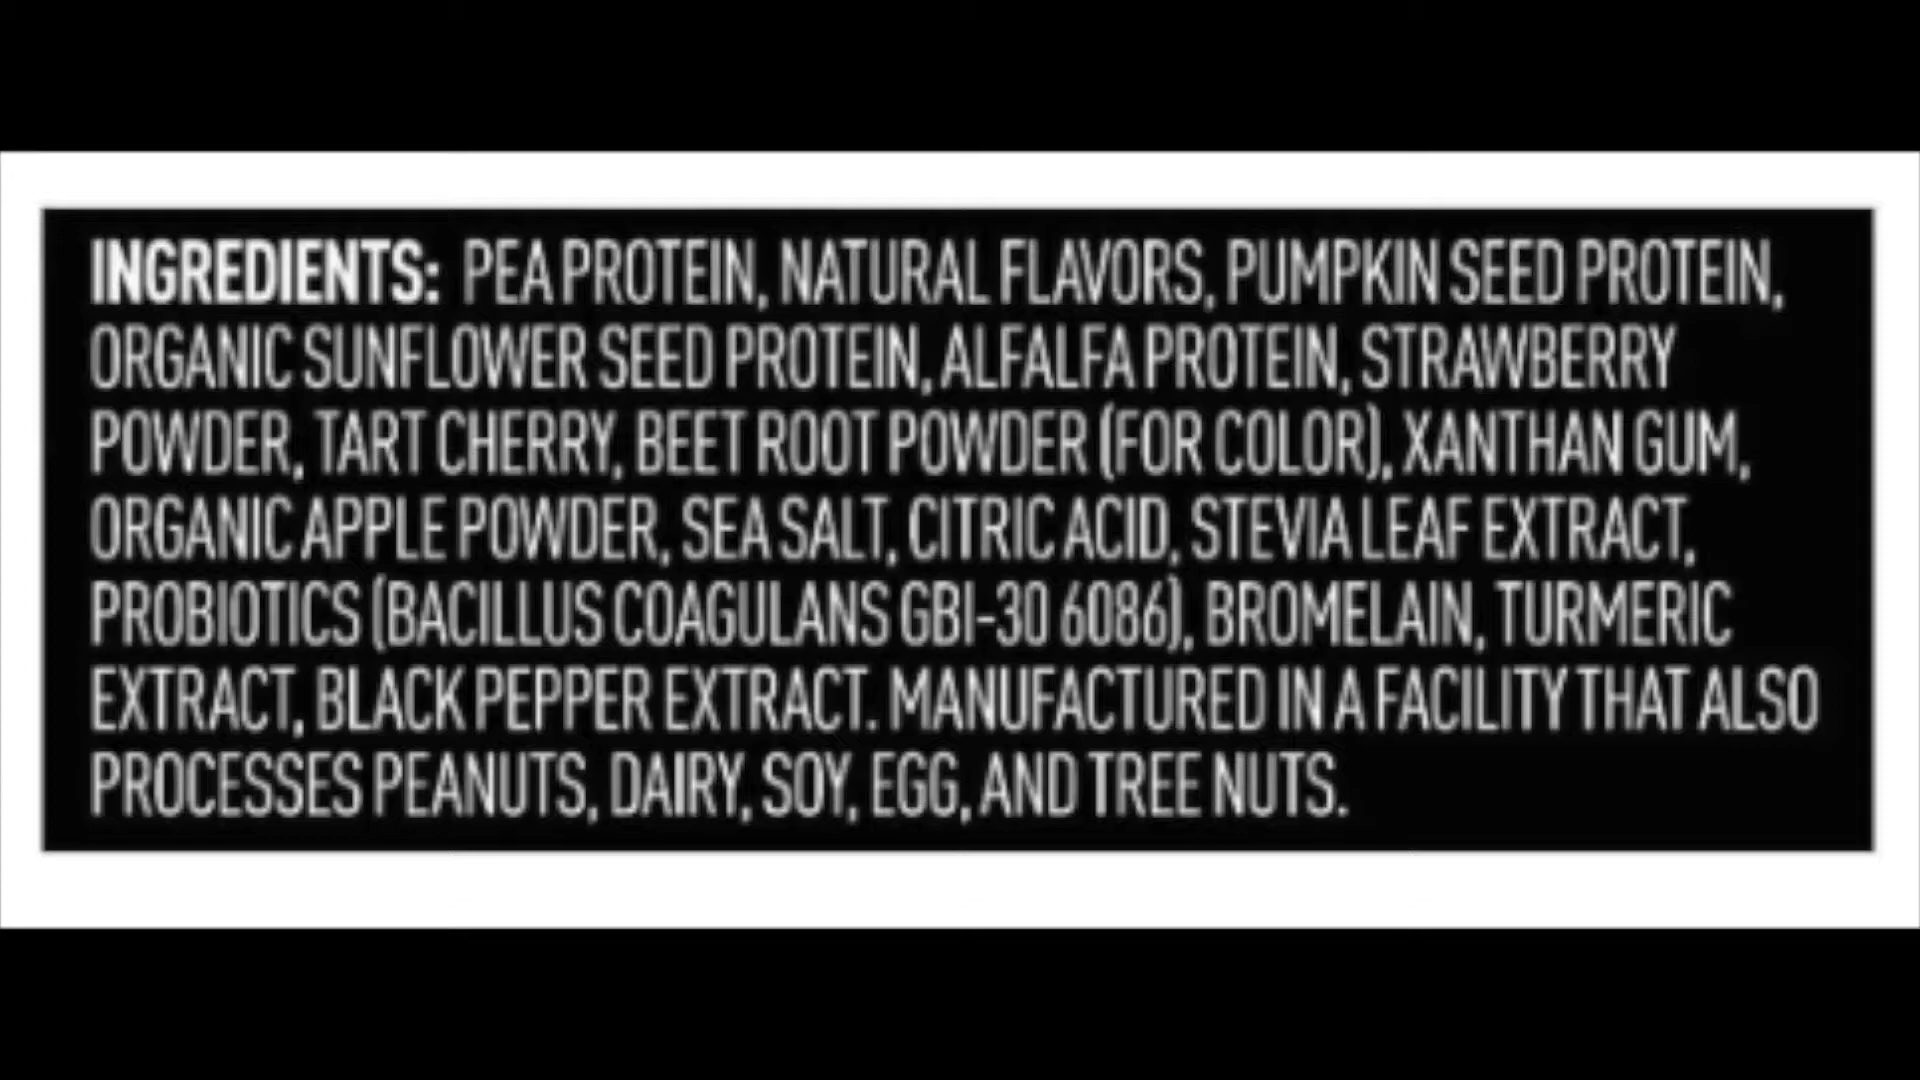 INGREDIENTS: PEA PROTEIN, NATURAL FLAVORS, PUMPKIN SEED PROTEIN,
ORGANIC SUNFLOWER SEED PROTEIN, ALFALFA PROTEIN, STRAWBERRY
POWDER, TART CHERRY, BEET ROOT POWDER (FOR COLOR), XANTHAN GUM,
ORGANIC APPLE POWDER, SEA SALT, CITRIC ACID, STEVIA LEAF EXTRACT,
PROBIOTICS (BACILLUS COAGULANS GBI-30 6086), BROMELAIN, TURMERIC
EXTRACT, BLACK PEPPER EXTRACT. MANUFACTURED IN A FACILITY THAT ALSO
PROCESSES PEANUTS, DAIRY, SOY, EGG, AND TREE NUTS.